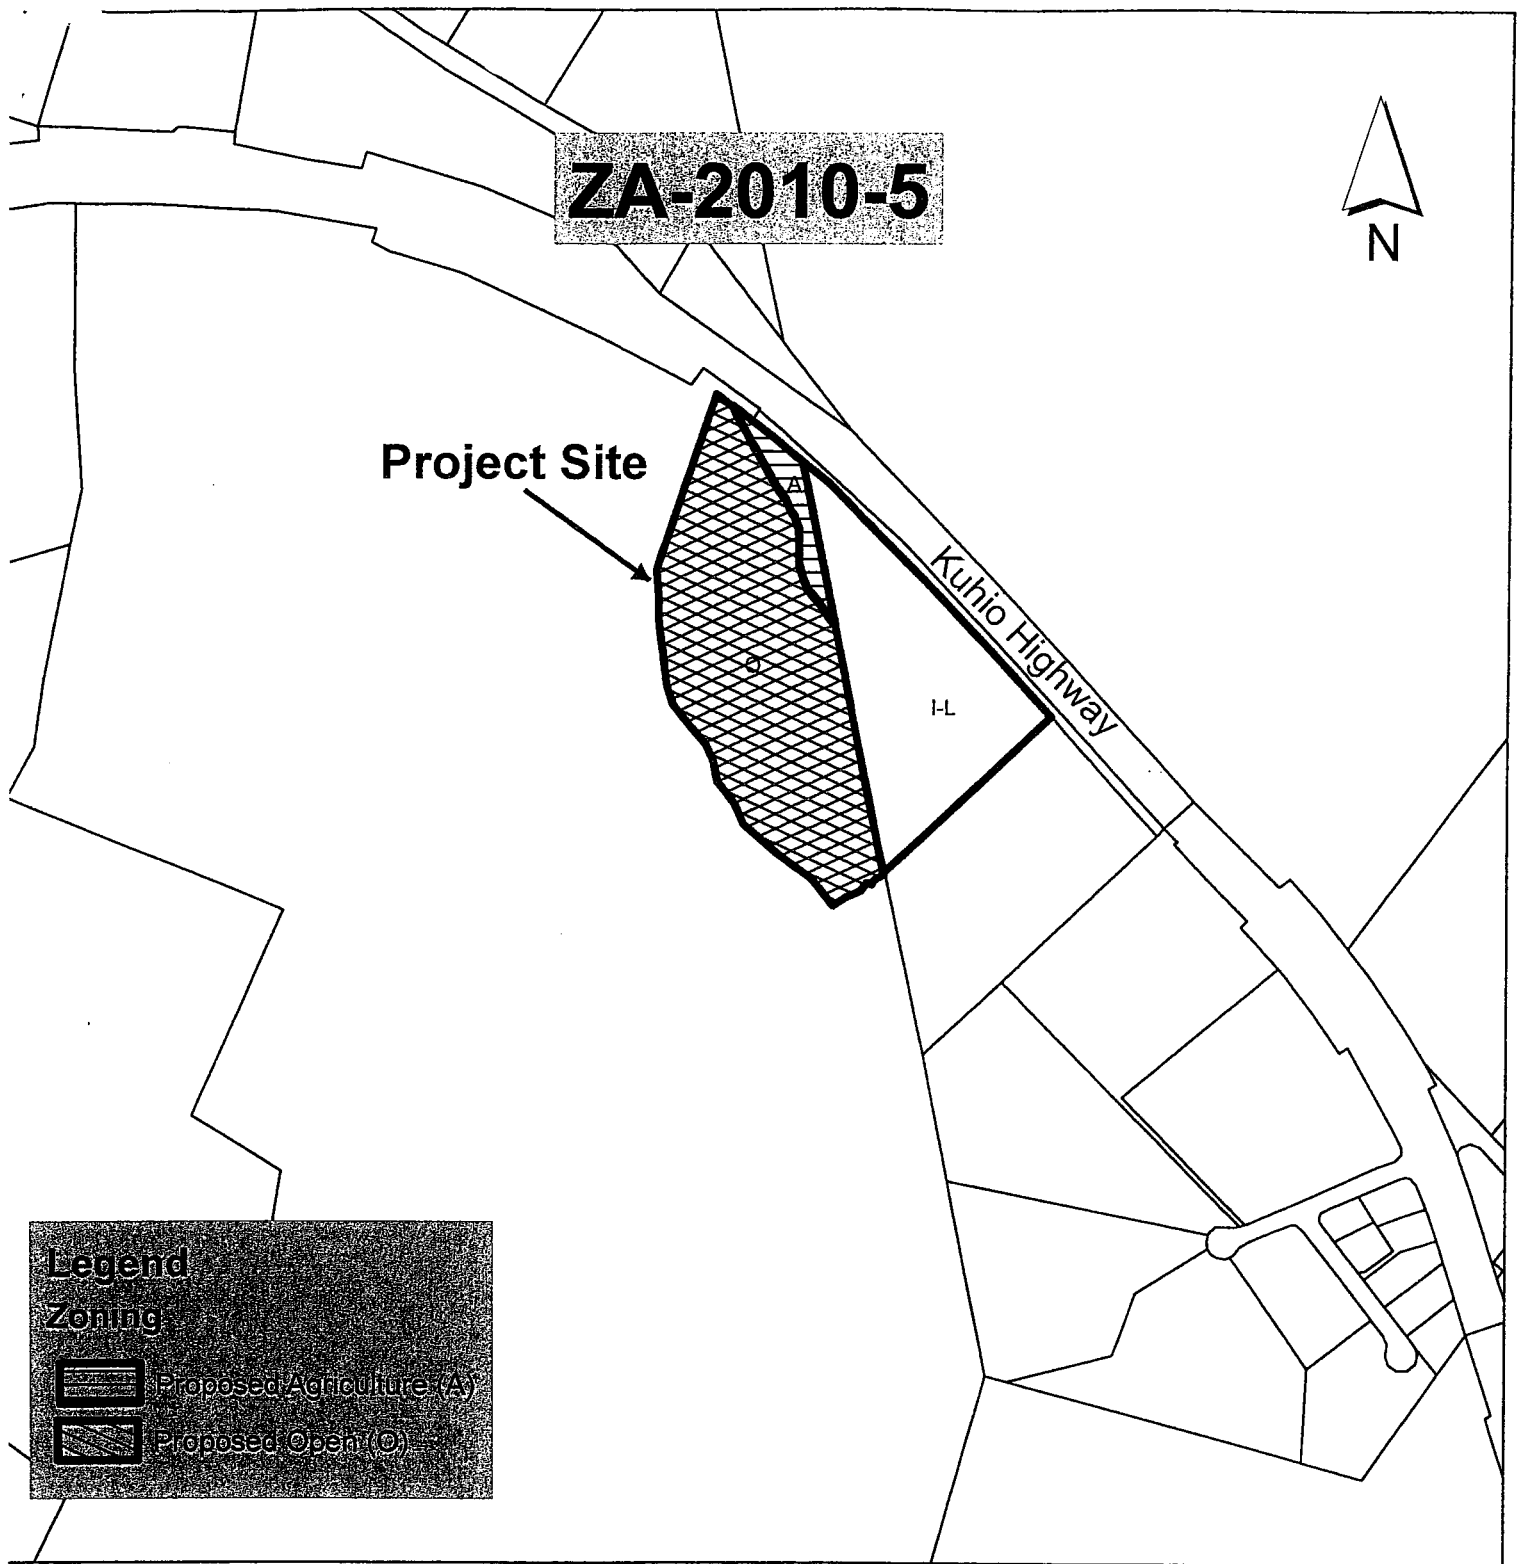 ZA-2010-5
N
Project Site
A
Kuhio Highway
O
I-L
Legend
Zoning
Proposed Agriculture (A)
Proposed Open (O)